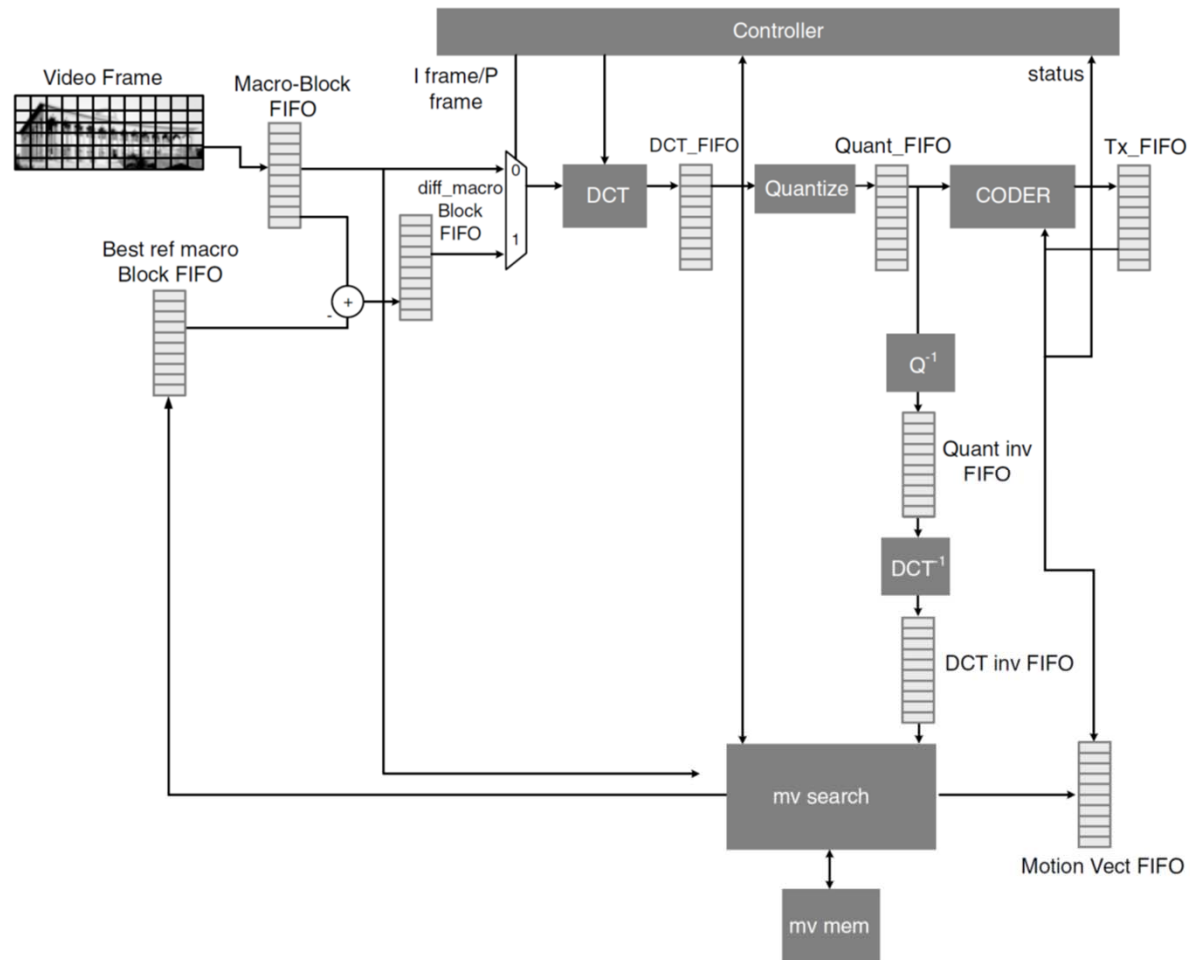 Controller
Video Frame
Macro-Block
FIFO
I frame/P
frame
status
DCT_FIFO
Quant_FIFO
Tx_FIFO
0
diff_macro
Block
FIFO
1
DCT
Quantize
CODER
Best ref macro
Block FIFO
+
-
Q-1
Quant inv
FIFO
DCT-1
DCT inv FIFO
mv search
Motion Vect FIFO
mv mem